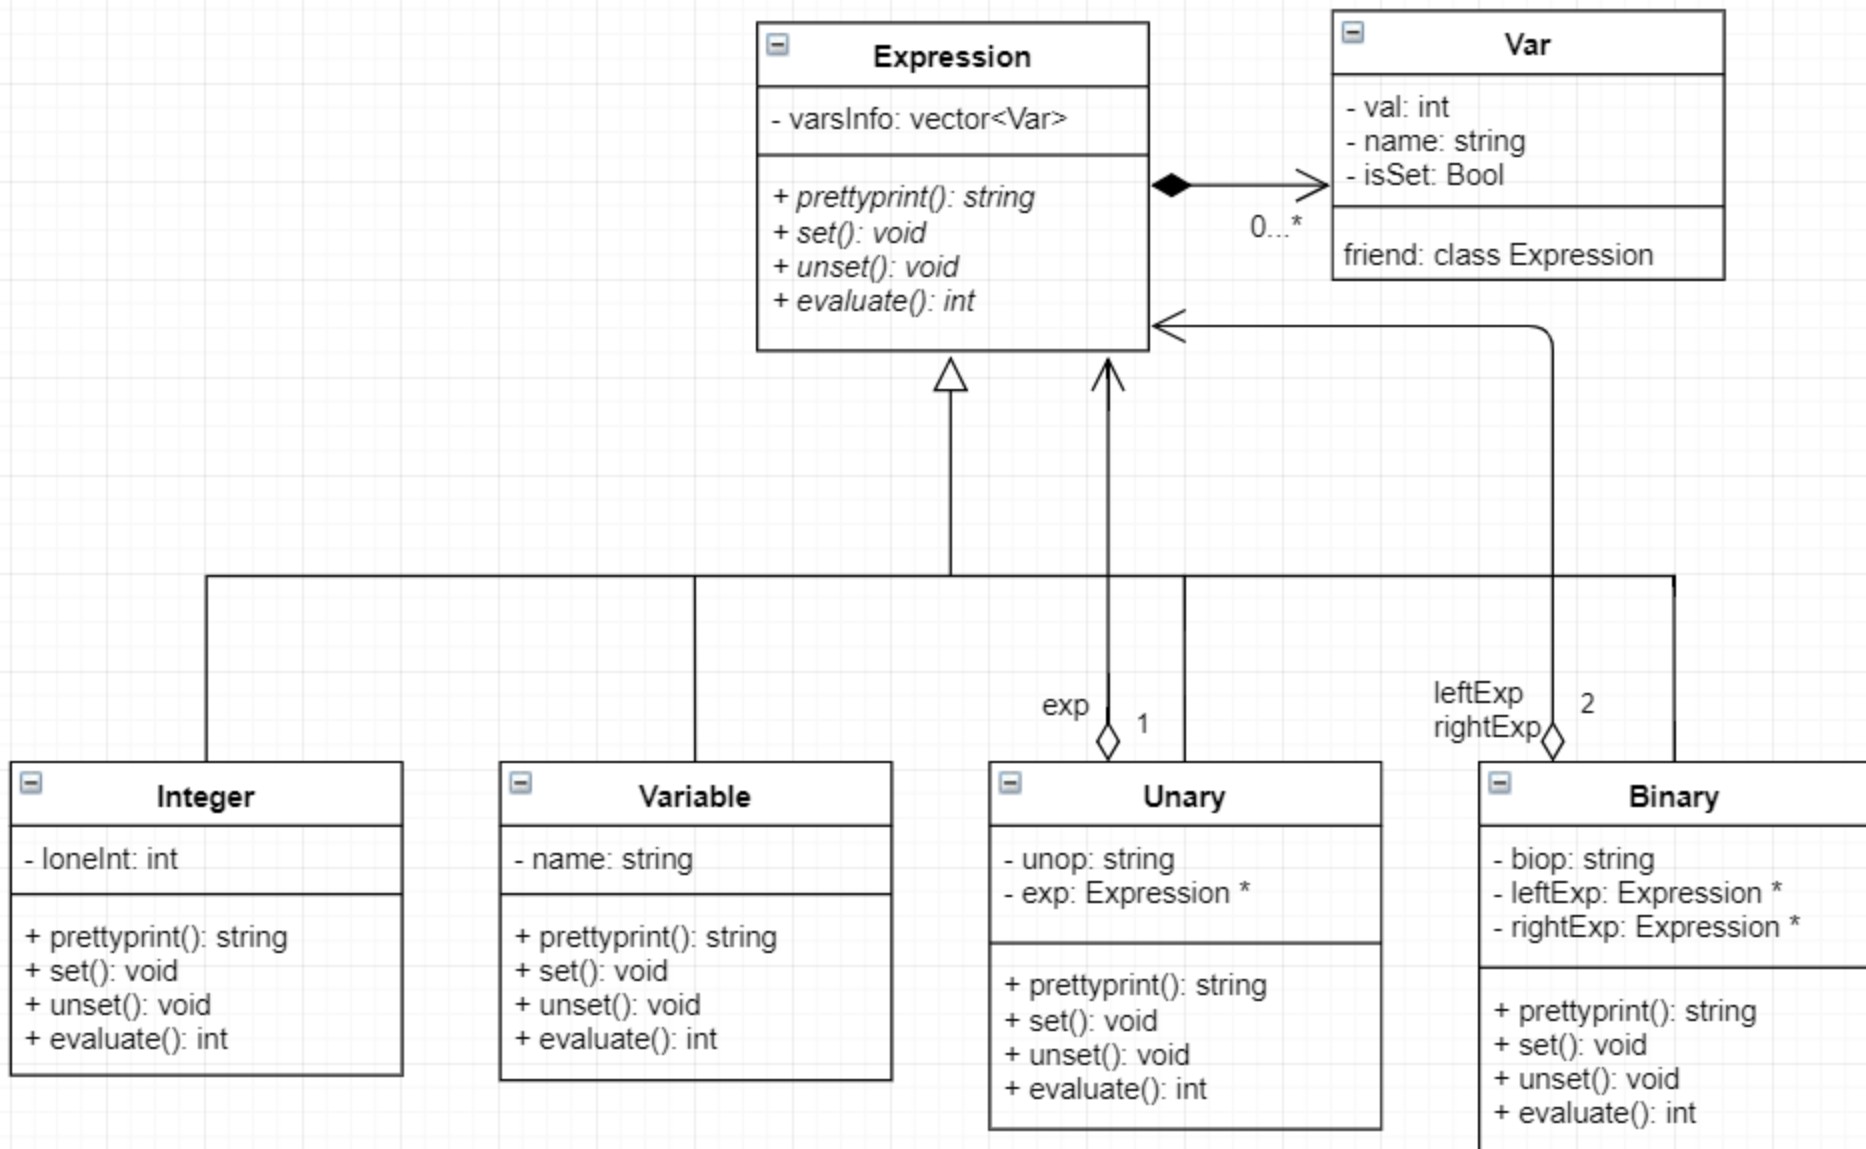 Expression
- varsInfo: vector<Var>
+ prettyprint(): string
+ set(): void
+ unset(): void
+ evaluate(): int
Var
- val: int
- name: string
- isSet: Bool
friend: class Expression
0...*
exp
1
leftExp
rightExp
2
Integer
- loneInt: int
+ prettyprint(): string
+ set(): void
+ unset(): void
+ evaluate(): int
Variable
- name: string
+ prettyprint(): string
+ set(): void
+ unset(): void
+ evaluate(): int
Unary
- unop: string
- exp: Expression *
+ prettyprint(): string
+ set(): void
+ unset(): void
+ evaluate(): int
Binary
- biop: string
- leftExp: Expression *
- rightExp: Expression *
+ prettyprint(): string
+ set(): void
+ unset(): void
+ evaluate(): int